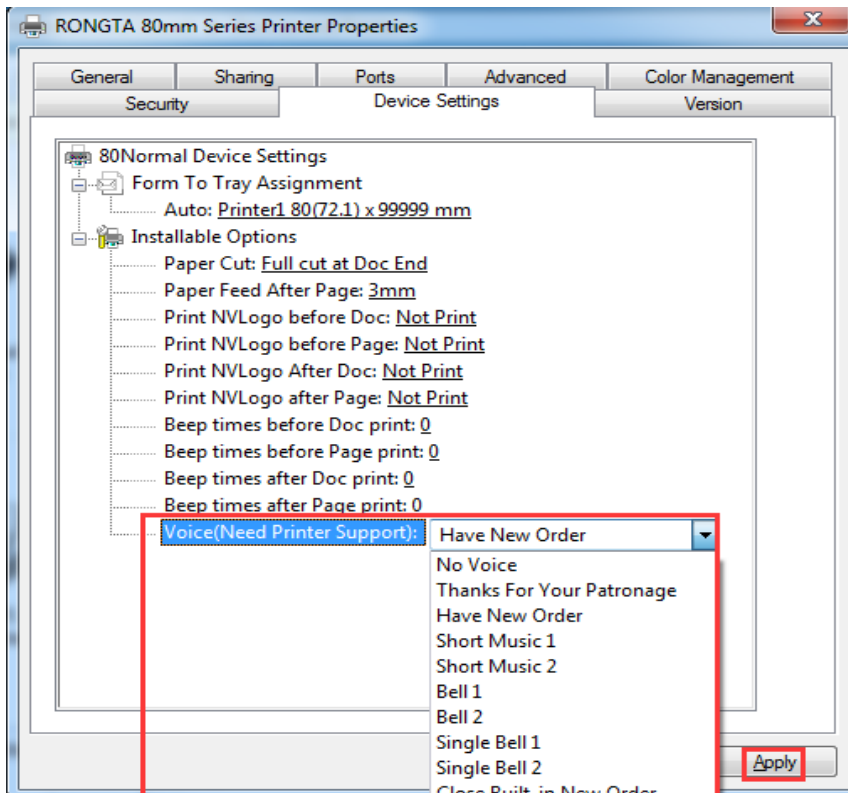 RONGTA 80mm Series Printer Properties
General Sharing Ports Advanced Color Management
Security Device Settings Version
80Normal Device Settings
Form To Tray Assignment
Auto: Printer1 80(72.1) x 99999 mm
Installable Options
Paper Cut: Full cut at Doc End
Paper Feed After Page: 3mm
Print NVLogo before Doc: Not Print
Print NVLogo before Page: Not Print
Print NVLogo After Doc: Not Print
Print NVLogo after Page: Not Print
Beep times before Doc print: 0
Beep times before Page print: 0
Beep times after Doc print: 0
Beep times after Page print: 0
Voice(Need Printer Support): Have New Order
No Voice
Thanks For Your Patronage
Have New Order
Short Music 1
Short Music 2
Bell 1
Bell 2
Single Bell 1
Single Bell 2
Apply
Close Built-in New Order